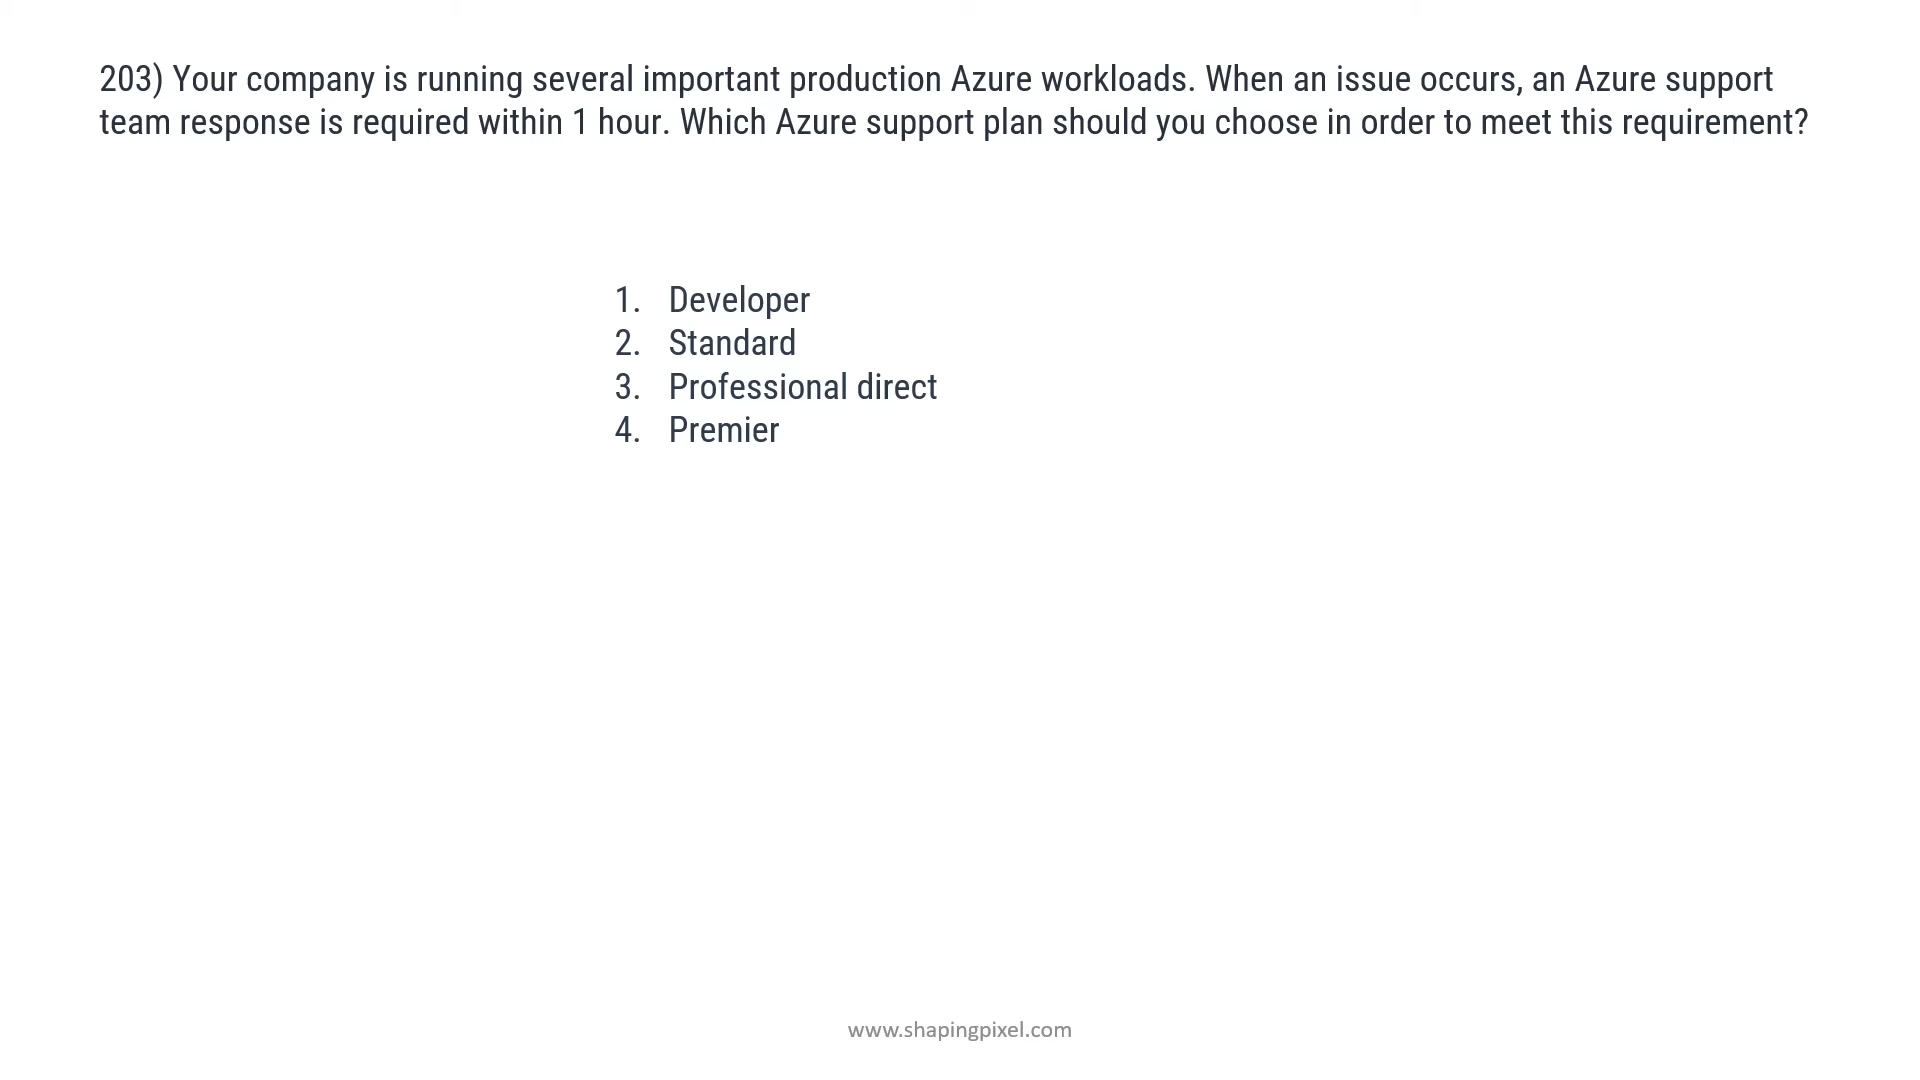 203) Your company is running several important production Azure workloads. When an issue occurs, an Azure support
team response is required within 1 hour. Which Azure support plan should you choose in order to meet this requirement?
1. Developer
2. Standard
3. Professional direct
4. Premier
www.shapingpixel.com